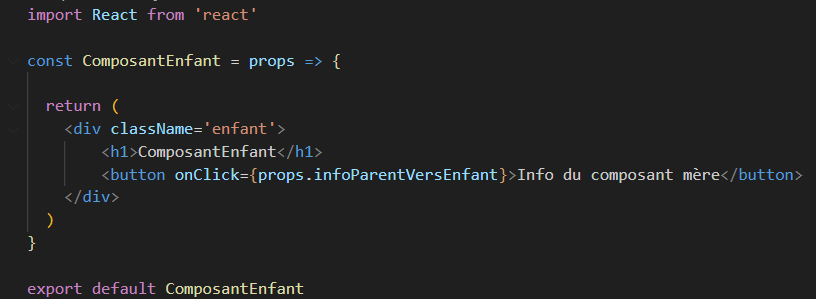 import React from 'react'
const ComposantEnfant = props => {
return (
<div className='enfant'>
<h1>ComposantEnfant</h1>
<button onClick={props.infoParentVersEnfant}>Info du composant mère</button>
</div>
)
}
export default ComposantEnfant